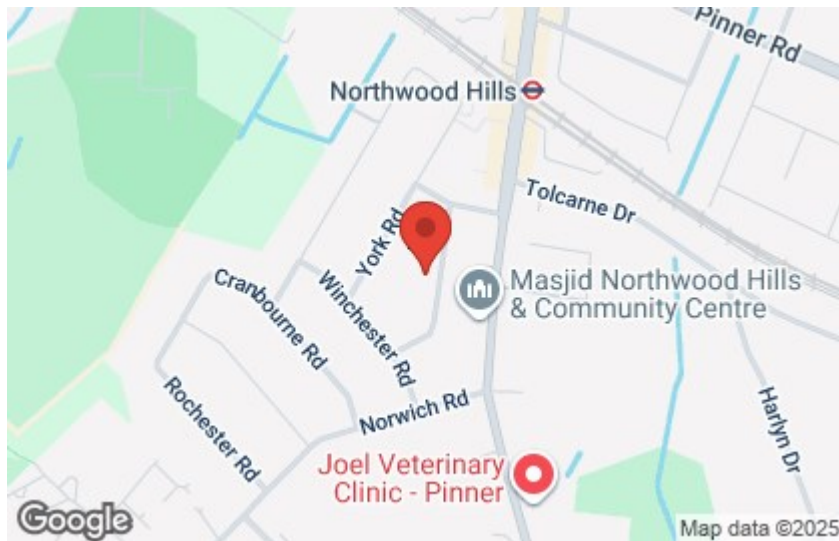 Pinner Rd
Northwood Hills
Tolcarne Dr
York Rd
Cranbourne Rd
Winchester Rd
Masjid Northwood Hills
& Community Centre
Rochester Rd
Norwich Rd
Harlyn Dr
Joel Veterinary
Clinic - Pinner
Google
Map data ©2025